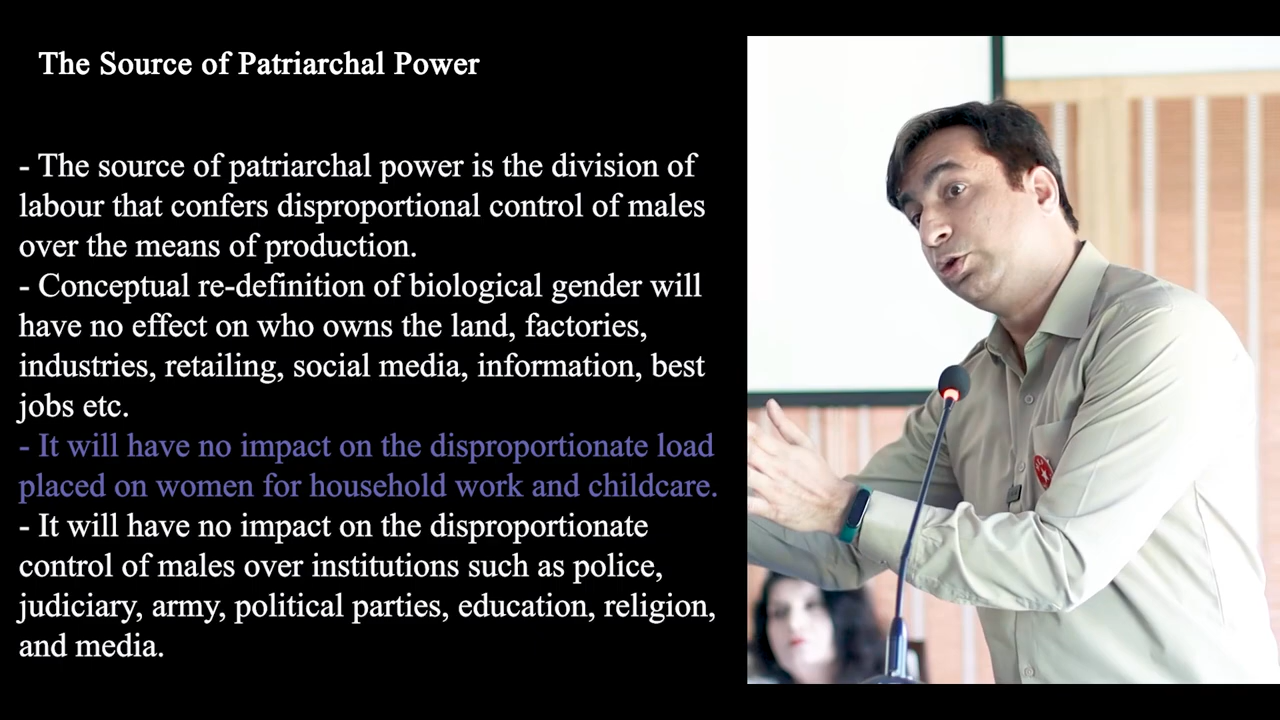 The Source of Patriarchal Power
- The source of patriarchal power is the division of
labour that confers disproportional control of males
over the means of production.
- Conceptual re-definition of biological gender will
have no effect on who owns the land, factories,
industries, retailing, social media, information, best
jobs etc.
- It will have no impact on the disproportionate load
placed on women for household work and childcare.
- It will have no impact on the disproportionate
control of males over institutions such as police,
judiciary, army, political parties, education, religion,
and media.